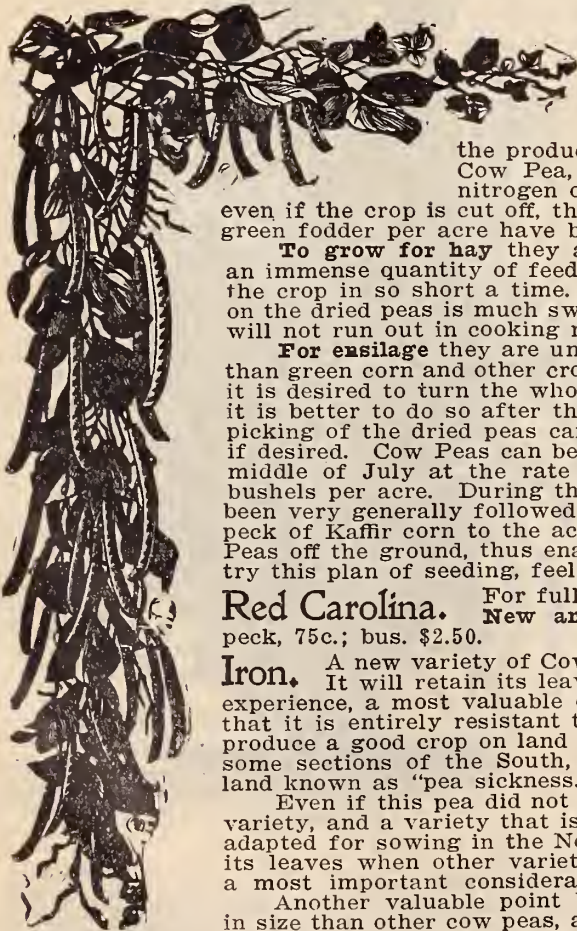 the produc
Cow Pea,
nitrogen o
even if the crop is cut off, th
green fodder per acre have b
To grow for hay they a
an immense quantity of feed
the crop in so short a time.
on the dried peas is much sw
will not run out in cooking r
For ensilage they are un
than green corn and other cro
it is desired to turn the who
it is better to do so after th
picking of the dried peas ca
if desired. Cow Peas can be
middle of July at the rate
bushels per acre. During th
been very generally followed
peck of Kaffir corn to the ac
Peas off the ground, thus ena
try this plan of seeding, feel
Red Carolina. For full
New an
peck, 75c.; bus. $2.50.
Iron. A new variety of Cov
It will retain its leav
experience, a most valuable
that it is entirely resistant t
produce a good crop on land
some sections of the South,
land known as "pea sickness.
Even if this pea did not
variety, and a variety that is
adapted for sowing in the No
its leaves when other variet
a most important considera
Another valuable point
in size than other cow peas, a